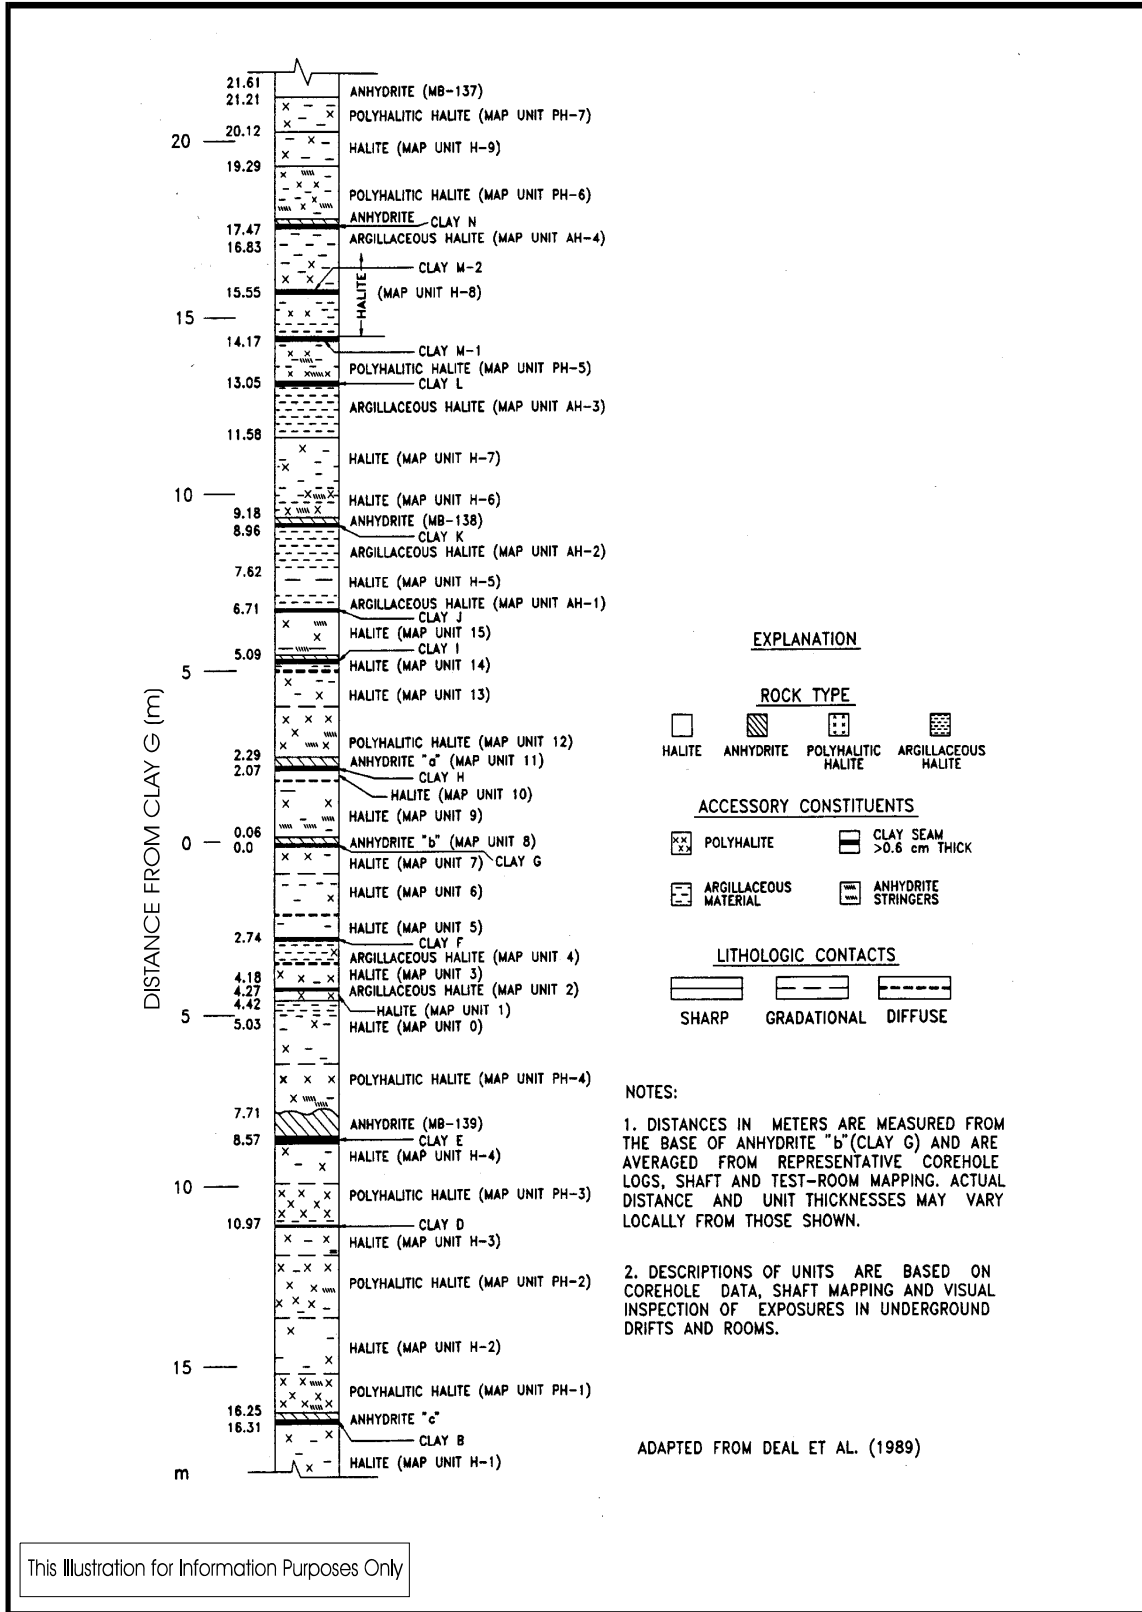 21.61
ANHYDRITE (MB-137)
21.21
POLYHALITIC HALITE (MAP UNIT PH-7)
20.12
20
HALITE (MAP UNIT H-9)
19.29
POLYHALITIC HALITE (MAP UNIT PH-6)
ANHYDRITE
CLAY N
17.47
ARGILLACEOUS HALITE (MAP UNIT AH-4)
16.83
CLAY M-2
HALITE
15.55
(MAP UNIT H-8)
15
14.17
CLAY M-1
POLYHALITIC HALITE (MAP UNIT PH-5)
13.05
CLAY L
ARGILLACEOUS HALITE (MAP UNIT AH-3)
11.58
HALITE (MAP UNIT H-7)
10
HALITE (MAP UNIT H-6)
9.18
ANHYDRITE (MB-138)
8.96
CLAY K
ARGILLACEOUS HALITE (MAP UNIT AH-2)
7.62
HALITE (MAP UNIT H-5)
ARGILLACEOUS HALITE (MAP UNIT AH-1)
6.71
CLAY J
HALITE (MAP UNIT 15)
CLAY I
5.09
HALITE (MAP UNIT 14)
5
HALITE (MAP UNIT 13)
POLYHALITIC HALITE (MAP UNIT 12)
2.29
ANHYDRITE "a" (MAP UNIT 11)
2.07
CLAY H
HALITE (MAP UNIT 10)
HALITE (MAP UNIT 9)
0.06
0
0.0
ANHYDRITE "b" (MAP UNIT 8)
HALITE (MAP UNIT 7)
CLAY G
HALITE (MAP UNIT 6)
HALITE (MAP UNIT 5)
2.74
CLAY F
ARGILLACEOUS HALITE (MAP UNIT 4)
HALITE (MAP UNIT 3)
4.18
4.27
ARGILLACEOUS HALITE (MAP UNIT 2)
4.42
HALITE (MAP UNIT 1)
5
5.03
HALITE (MAP UNIT 0)
POLYHALITIC HALITE (MAP UNIT PH-4)
7.71
ANHYDRITE (MB-139)
8.57
CLAY E
HALITE (MAP UNIT H-4)
10
POLYHALITIC HALITE (MAP UNIT PH-3)
10.97
CLAY D
HALITE (MAP UNIT H-3)
POLYHALITIC HALITE (MAP UNIT PH-2)
HALITE (MAP UNIT H-2)
15
POLYHALITIC HALITE (MAP UNIT PH-1)
16.25
ANHYDRITE "c"
16.31
CLAY B
HALITE (MAP UNIT H-1)
m
DISTANCE FROM CLAY G (m)
EXPLANATION
ROCK TYPE
HALITE
ANHYDRITE
POLYHALITIC
HALITE
ARGILLACEOUS
HALITE
ACCESSORY CONSTITUENTS
POLYHALITE
CLAY SEAM
>0.6 cm THICK
ARGILLACEOUS
MATERIAL
ANHYDRITE
STRINGERS
LITHOLOGIC CONTACTS
SHARP
GRADATIONAL
DIFFUSE
NOTES:
1. DISTANCES IN METERS ARE MEASURED FROM
THE BASE OF ANHYDRITE "b"(CLAY G) AND ARE
AVERAGED FROM REPRESENTATIVE COREHOLE
LOGS, SHAFT AND TEST-ROOM MAPPING. ACTUAL
DISTANCE AND UNIT THICKNESSES MAY VARY
LOCALLY FROM THOSE SHOWN.
2. DESCRIPTIONS OF UNITS ARE BASED ON
COREHOLE DATA, SHAFT MAPPING AND VISUAL
INSPECTION OF EXPOSURES IN UNDERGROUND
DRIFTS AND ROOMS.
ADAPTED FROM DEAL ET AL. (1989)
This Illustration for Information Purposes Only